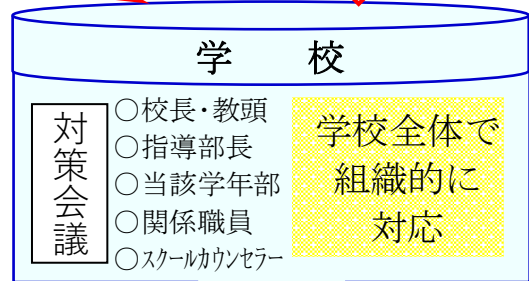 学　校
対策会議
○校長・教頭
○指導部長
○当該学年部
○関係職員
○スクールカウンセラー
学校全体で
組織的に
対応